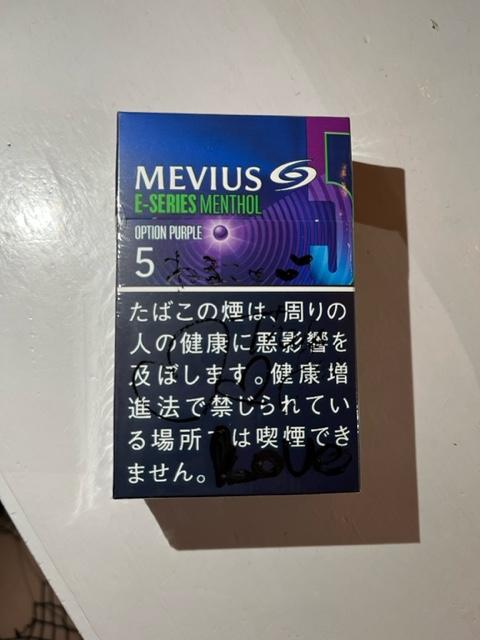 MEVIUS
E-SERIES MENTHOL
OPTION PURPLE
5
たばこの煙は、周りの
人の健康に悪影響を
及ぼします。健康増
進法で禁じられてい
る場所では喫煙でき
ません。
Love